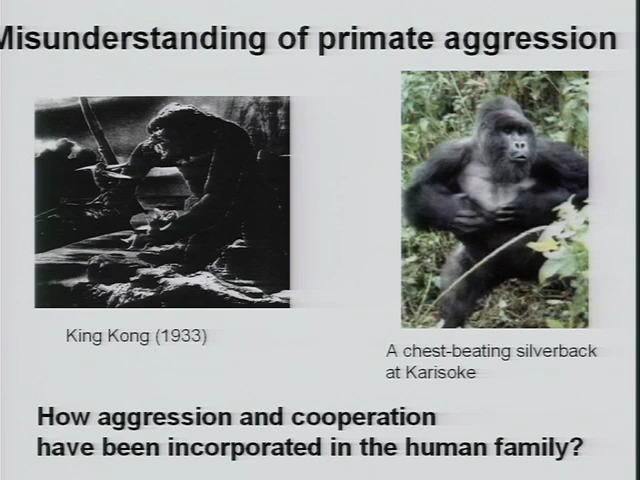 Misunderstanding of primate aggression
King Kong (1933)
A chest-beating silverback
at Karisoke
How aggression and cooperation
have been incorporated in the human family?